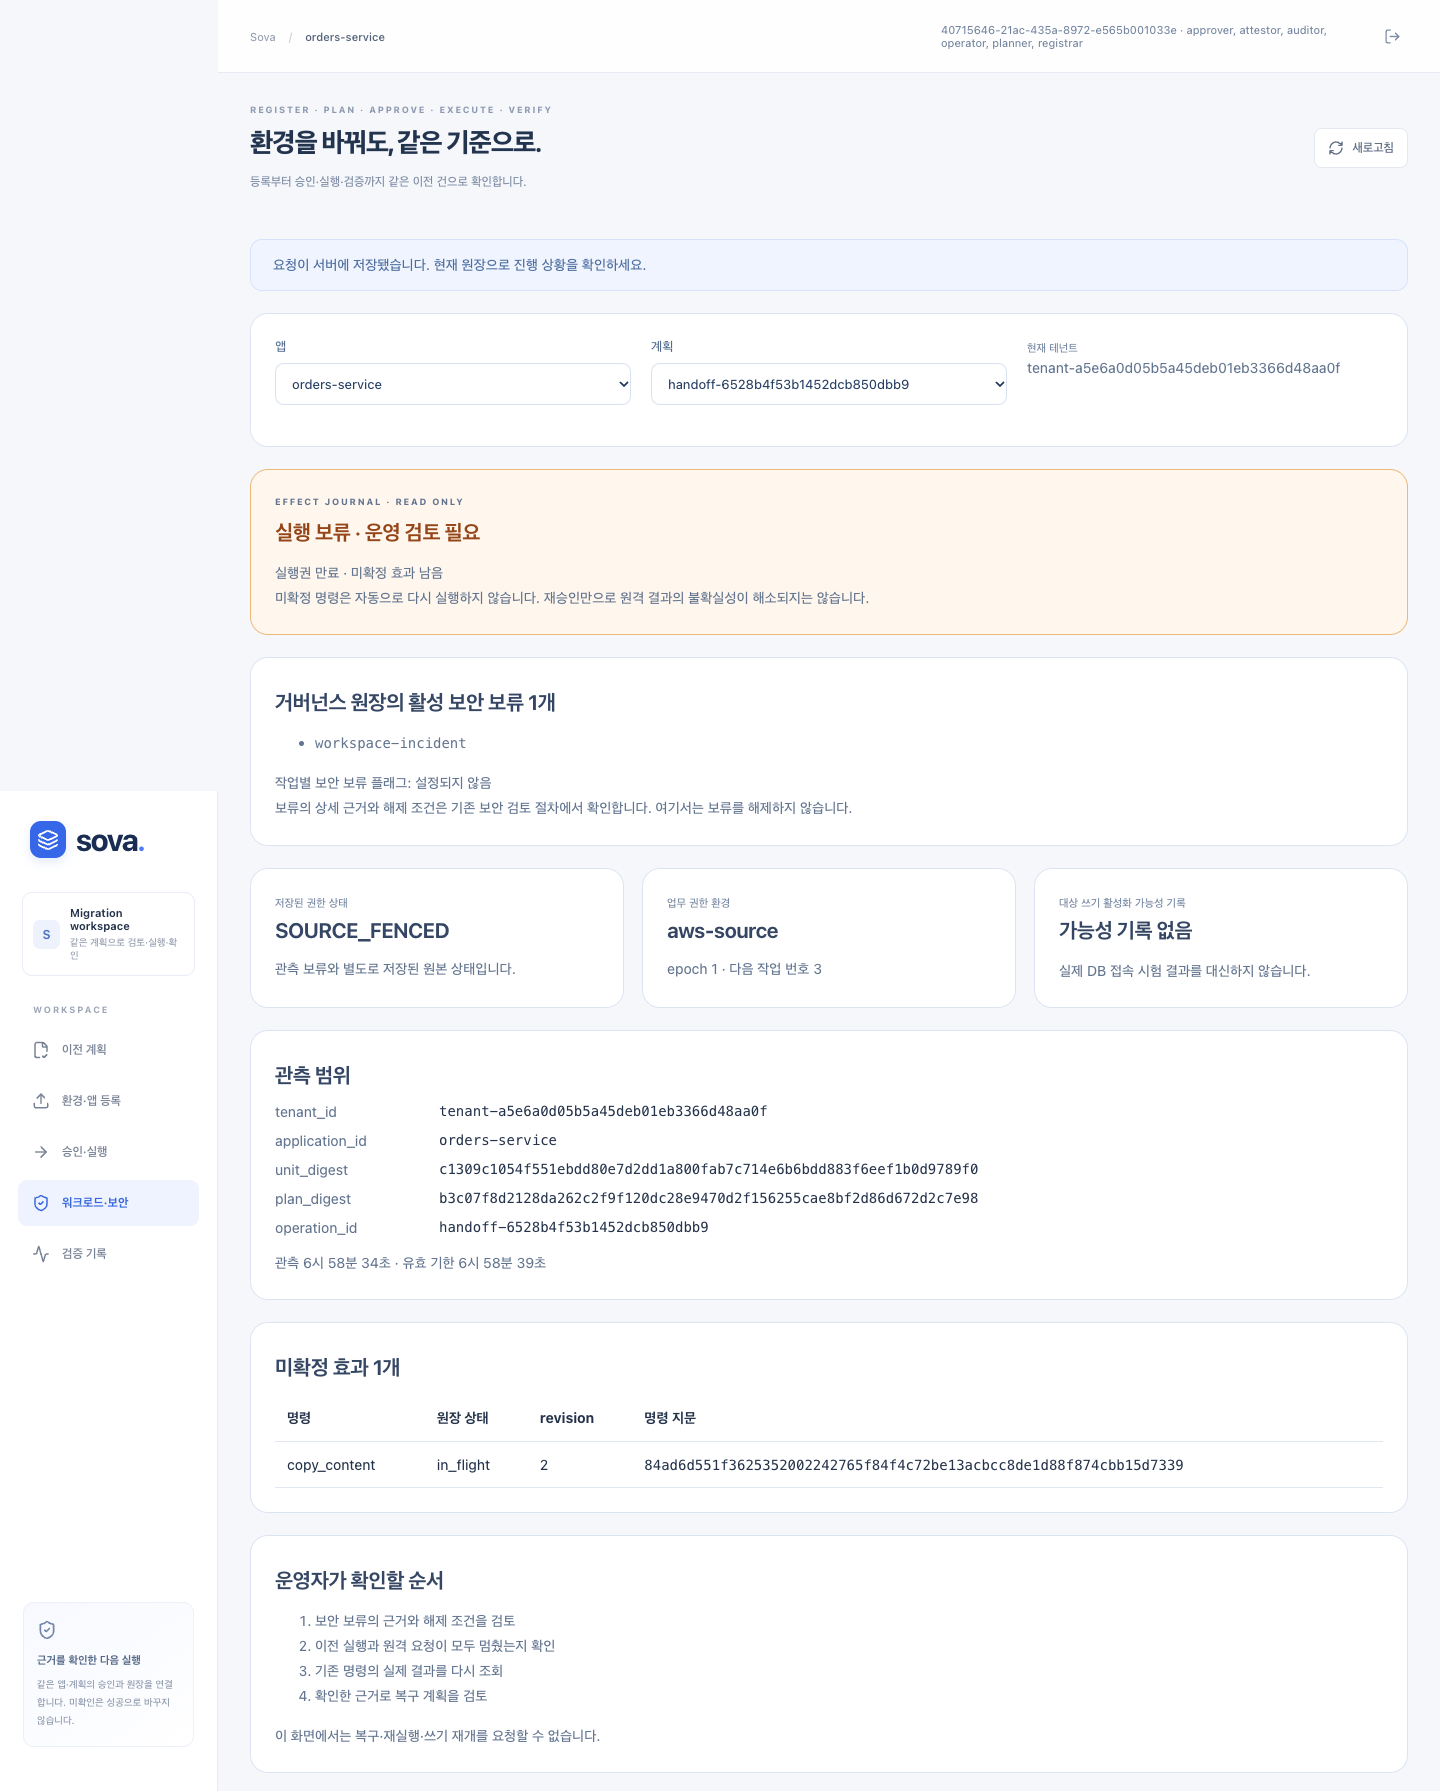 Sova / orders-service
40715646-21ac-435a-8972-e565b001033e · approver, attestor, auditor,
operator, planner, registrar
REGISTER · PLAN · APPROVE · EXECUTE · VERIFY
환경을 바꿔도, 같은 기준으로.
등록부터 승인·실행·검증까지 같은 이전 건으로 확인합니다.
새로고침
요청이 서버에 저장됐습니다. 현재 원장으로 진행 상황을 확인하세요.
앱
orders-service
계획
handoff-6528b4f53b1452dcb850dbb9
현재 테넌트
tenant-a5e6a0d05b5a45deb01eb3366d48aa0f
EFFECT JOURNAL · READ ONLY
실행 보류 · 운영 검토 필요
실행권 만료 · 미확정 효과 남음
미확정 명령은 자동으로 다시 실행하지 않습니다. 재승인만으로 원격 결과의 불확실성이 해소되지는 않습니다.
거버넌스 원장의 활성 보안 보류 1개
• workspace-incident
작업별 보안 보류 플래그: 설정되지 않음
보류의 상세 근거와 해제 조건은 기존 보안 검토 절차에서 확인합니다. 여기서는 보류를 해제하지 않습니다.
저장된 권한 상태
SOURCE_FENCED
관측 보류와 별도로 저장된 원본 상태입니다.
업무 권한 환경
aws-source
epoch 1 · 다음 작업 번호 3
대상 쓰기 활성화 가능성 기록
가능성 기록 없음
실제 DB 접속 시험 결과를 대신하지 않습니다.
관측 범위
tenant_id tenant-a5e6a0d05b5a45deb01eb3366d48aa0f
application_id orders-service
unit_digest c1309c1054f551ebdd80e7d2dd1a800fab7c714e6b6bdd883f6eef1b0d9789f0
plan_digest b3c07f8d2128da262c2f9f120dc28e9470d2f156255cae8bf2d86d672d2c7e98
operation_id handoff-6528b4f53b1452dcb850dbb9
관측 6시 58분 34초 · 유효 기한 6시 58분 39초
미확정 효과 1개
명령 원장 상태 revision 명령 지문
copy_content in_flight 2 84ad6d551f3625352002242765f84f4c72be13acbcc8de1d88f874cbb15d7339
운영자가 확인할 순서
1. 보안 보류의 근거와 해제 조건을 검토
2. 이전 실행과 원격 요청이 모두 멈췄는지 확인
3. 기존 명령의 실제 결과를 다시 조회
4. 확인한 근거로 복구 계획을 검토
이 화면에서는 복구·재실행·쓰기 재개를 요청할 수 없습니다.
sova.
S
Migration
workspace
같은 계획으로 검토·실행·확
인
WORKSPACE
이전 계획
환경·앱 등록
승인·실행
워크로드·보안
검증 기록
근거를 확인한 다음 실행
같은 앱·계획의 승인과 원장을 연결
합니다. 미확인은 성공으로 바꾸지
않습니다.